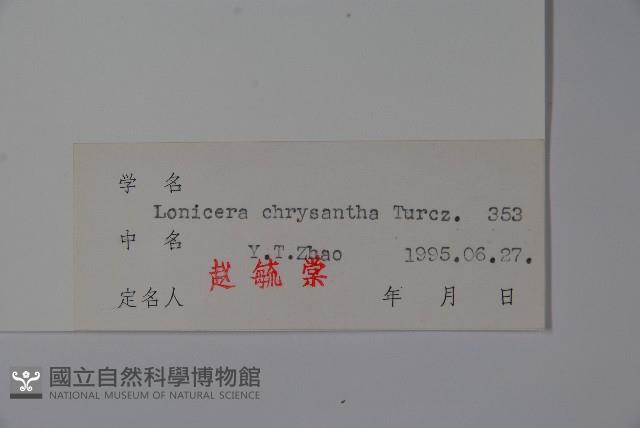 学 名
Lonicera chrysantha Turcz. 353
中 名
Y.T.Zhao 1995.06.27.
赵毓棠
定名人 年 月 日
國立自然科學博物館
NATIONAL MUSEUM OF NATURAL SCIENCE